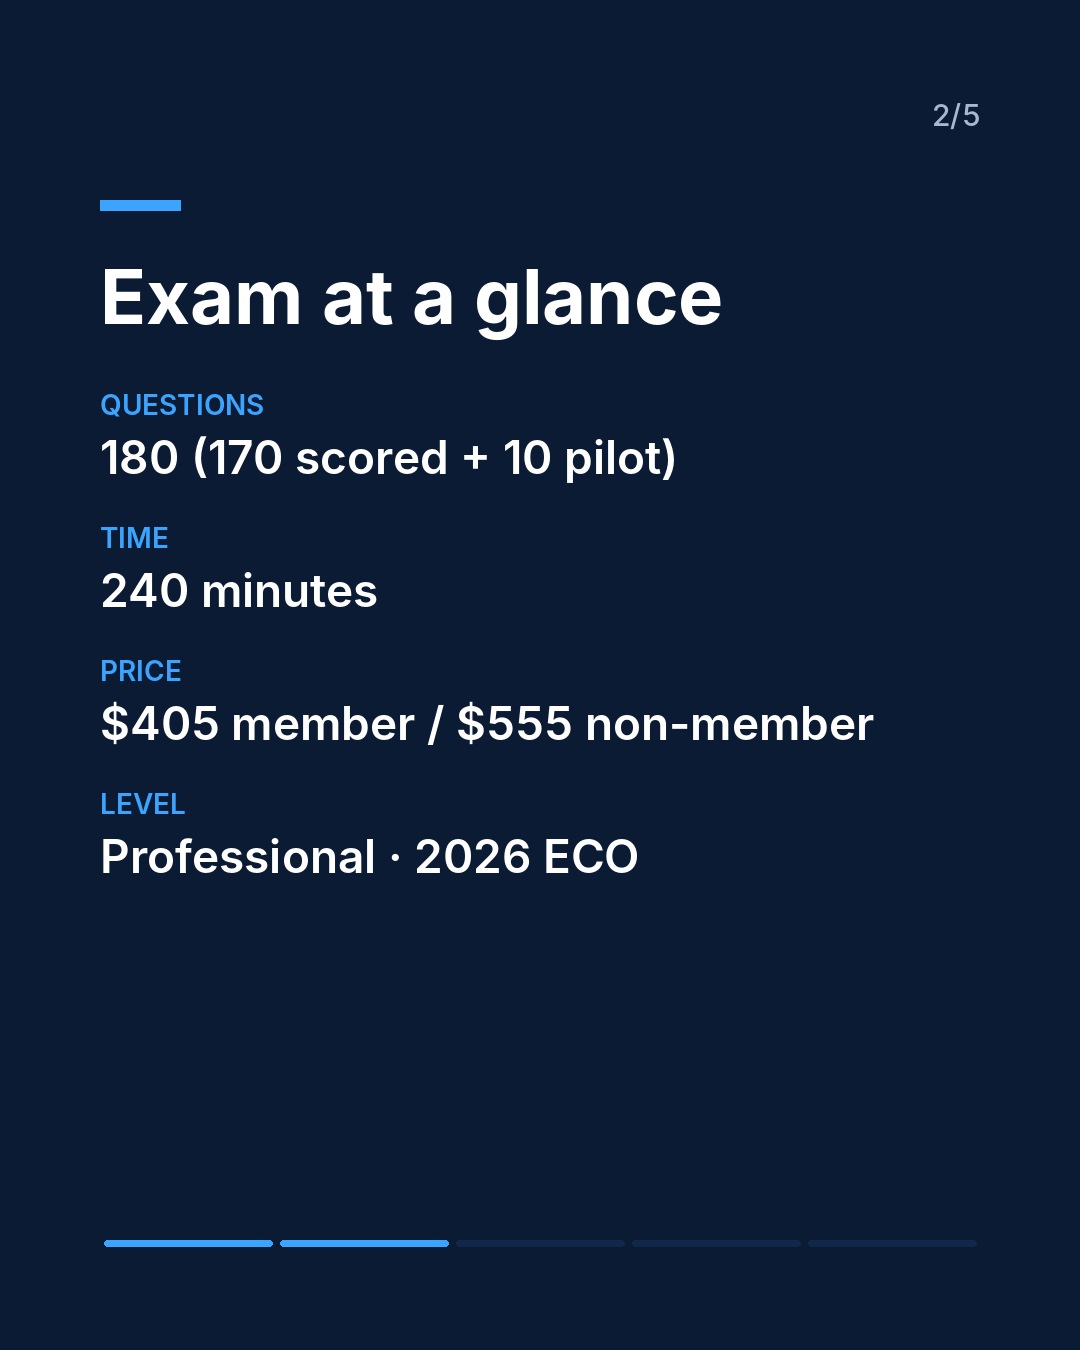 2/5
Exam at a glance
QUESTIONS
180 (170 scored + 10 pilot)
TIME
240 minutes
PRICE
$405 member / $555 non-member
LEVEL
Professional · 2026 ECO